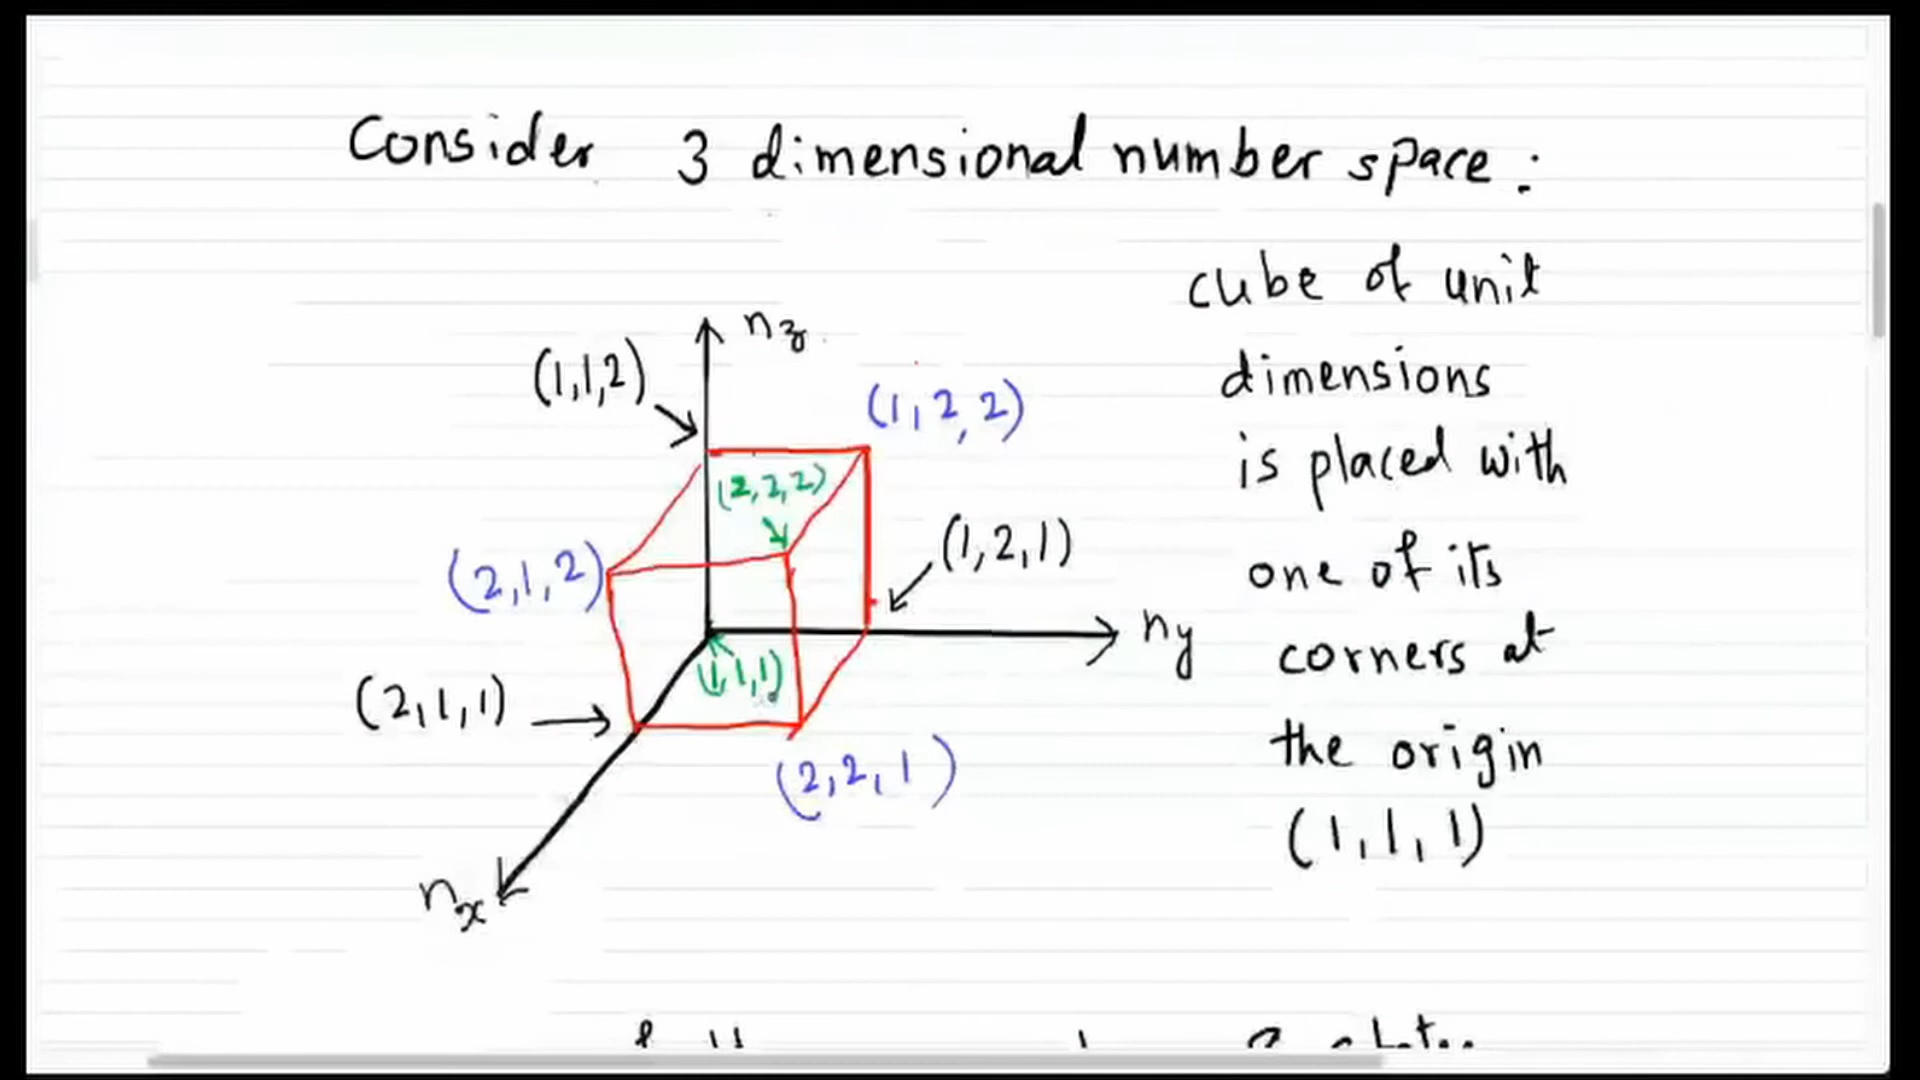 Consider 3 dimensional number space:
cube of unit
dimensions
is placed with
one of its
corners at
the origin
(1,1,1)
nz
(1,1,2)
(1,2,2)
(2,2,2)
(1,2,1)
(2,1,2)
ny
(1,1,1)
(2,1,1)
(2,2,1)
nx